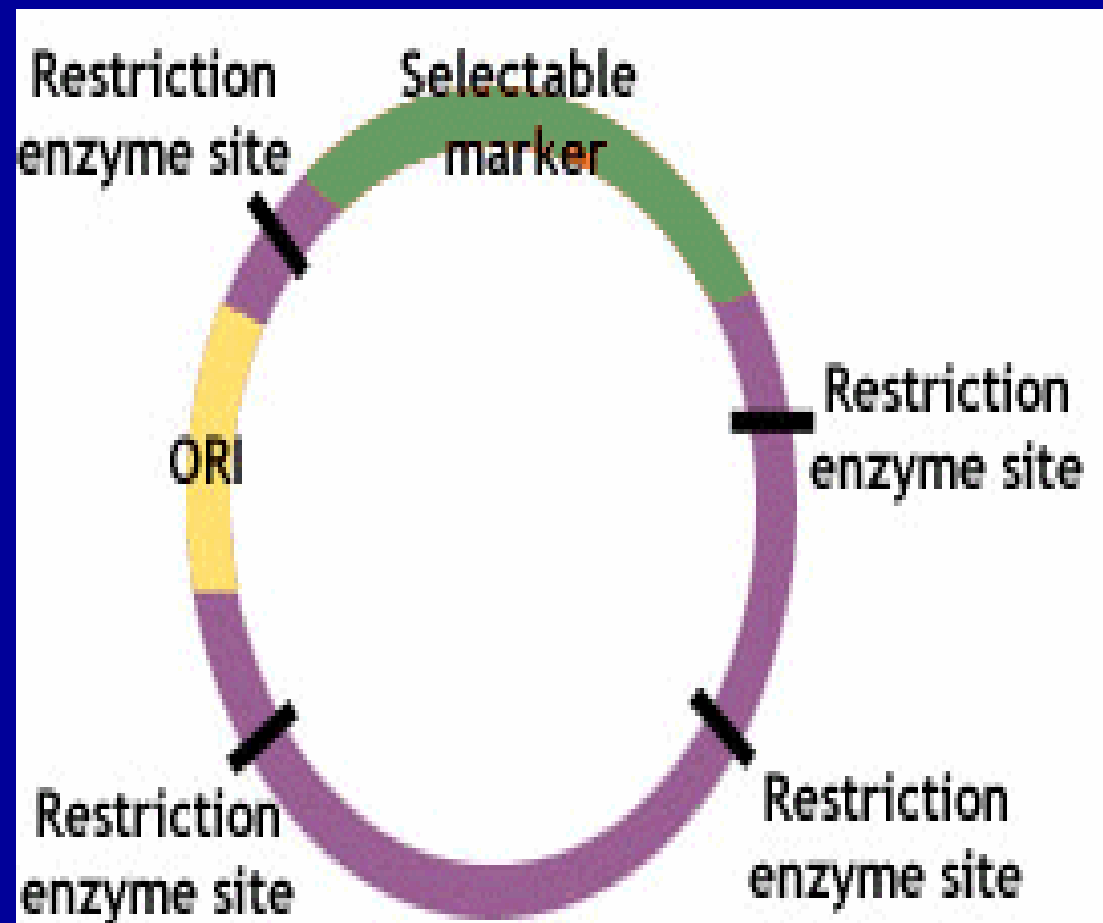 Restriction
enzyme site
Selectable
marker
Restriction
enzyme site
ORI
Restriction
enzyme site
Restriction
enzyme site